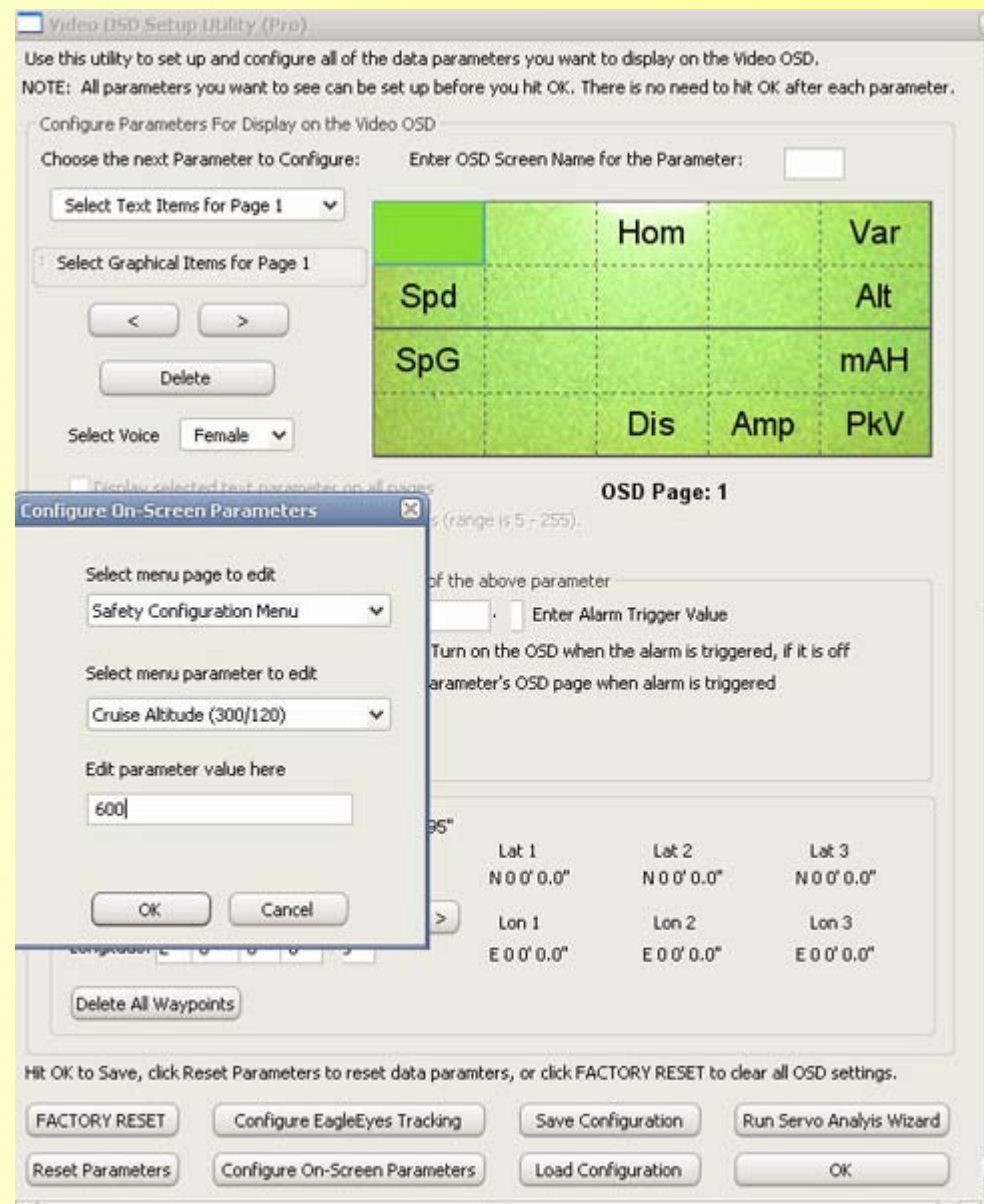 Video OSD Setup Utility (Pro)
Use this utility to set up and configure all of the data parameters you want to display on the Video OSD.
NOTE: All parameters you want to see can be set up before you hit OK. There is no need to hit OK after each parameter.
Configure Parameters For Display on the Video OSD
Choose the next Parameter to Configure:
Enter OSD Screen Name for the Parameter:
Select Text Items for Page 1
Select Graphical Items for Page 1
< >
Delete
Select Voice Female
Hom Var
Spd Alt
SpG mAH
Dis Amp PkV
Display selected text parameter on all pages
OSD Page: 1
s (range is 5 - 255).
Configure On-Screen Parameters
Select menu page to edit
Safety Configuration Menu
Select menu parameter to edit
Cruise Altitude (300/120)
Edit parameter value here
600
OK Cancel
of the above parameter
. Enter Alarm Trigger Value
Turn on the OSD when the alarm is triggered, if it is off
arameter's OSD page when alarm is triggered
95"
Lat 1 Lat 2 Lat 3
N 0 0' 0.0" N 0 0' 0.0" N 0 0' 0.0"
>
Lon 1 Lon 2 Lon 3
E 0 0' 0.0" E 0 0' 0.0" E 0 0' 0.0"
Delete All Waypoints
Hit OK to Save, click Reset Parameters to reset data paramters, or click FACTORY RESET to clear all OSD settings.
FACTORY RESET Configure EagleEyes Tracking Save Configuration Run Servo Analyis Wizard
Reset Parameters Configure On-Screen Parameters Load Configuration OK